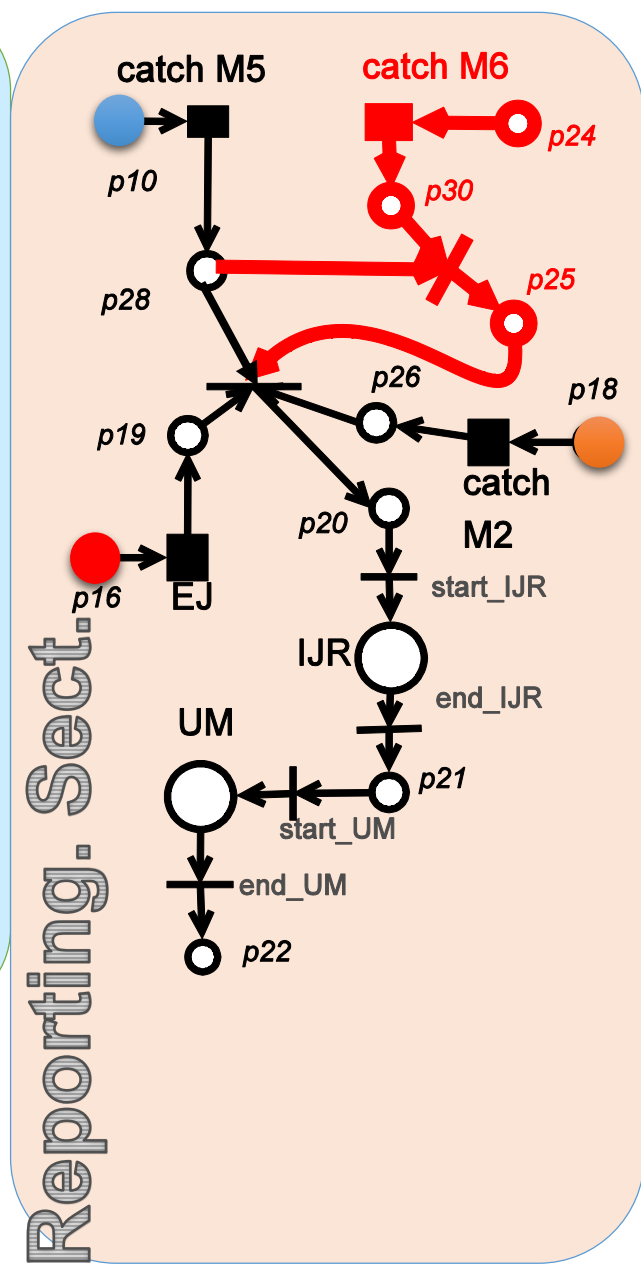 catch M5
catch M6
p24
p10
p30
p28
p25
p26
p18
p19
catch
M2
p20
p16
EJ
start_IJR
IJR
end_IJR
UM
p21
start_UM
end_UM
p22
Reporting. Sect.